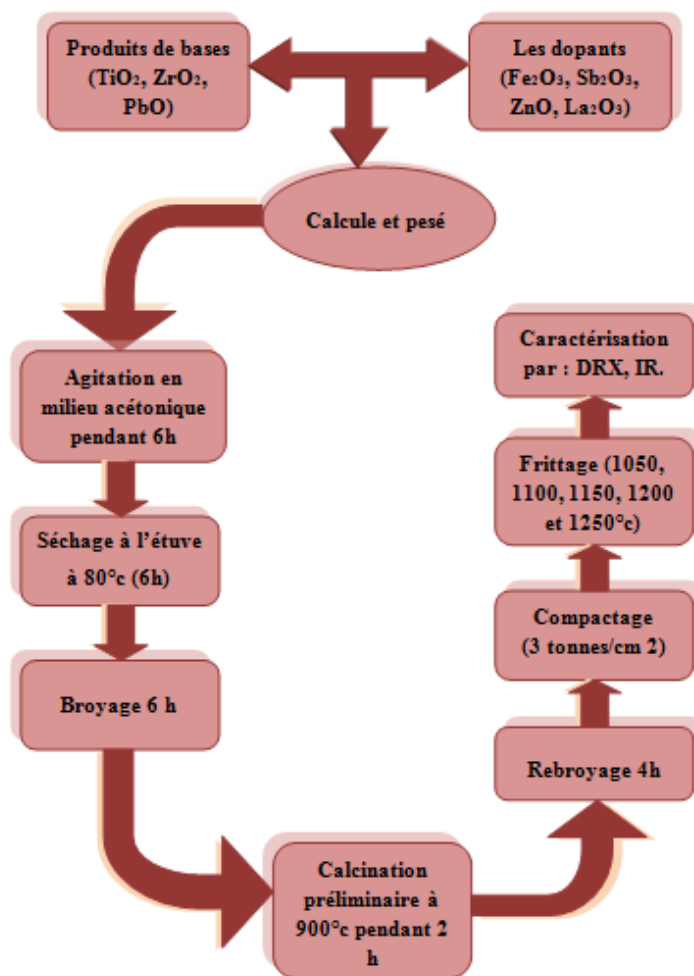 Produits de bases
(TiO₂, ZrO₂,
PbO)
Les dopants
(Fe₂O₃, Sb₂O₃,
ZnO, La₂O₃)
Calcule et pesé
Agitation en
milieu acétonique
pendant 6h
Séchage à l'étuve
à 80°c (6h)
Broyage 6 h
Calcination
préliminaire à
900°c pendant 2
h
Rebroyage 4h
Compactage
(3 tonnes/cm 2)
Frittage (1050,
1100, 1150, 1200
et 1250°c)
Caractérisation
par : DRX, IR.